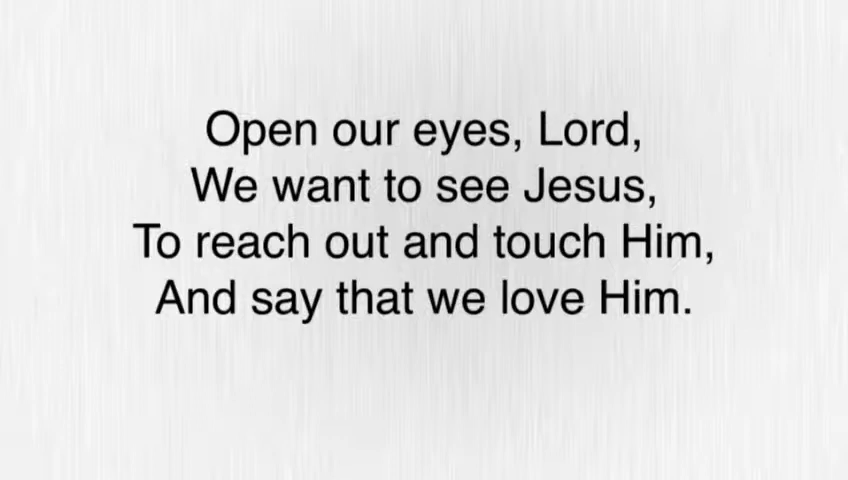 Open our eyes, Lord,
We want to see Jesus,
To reach out and touch Him,
And say that we love Him.